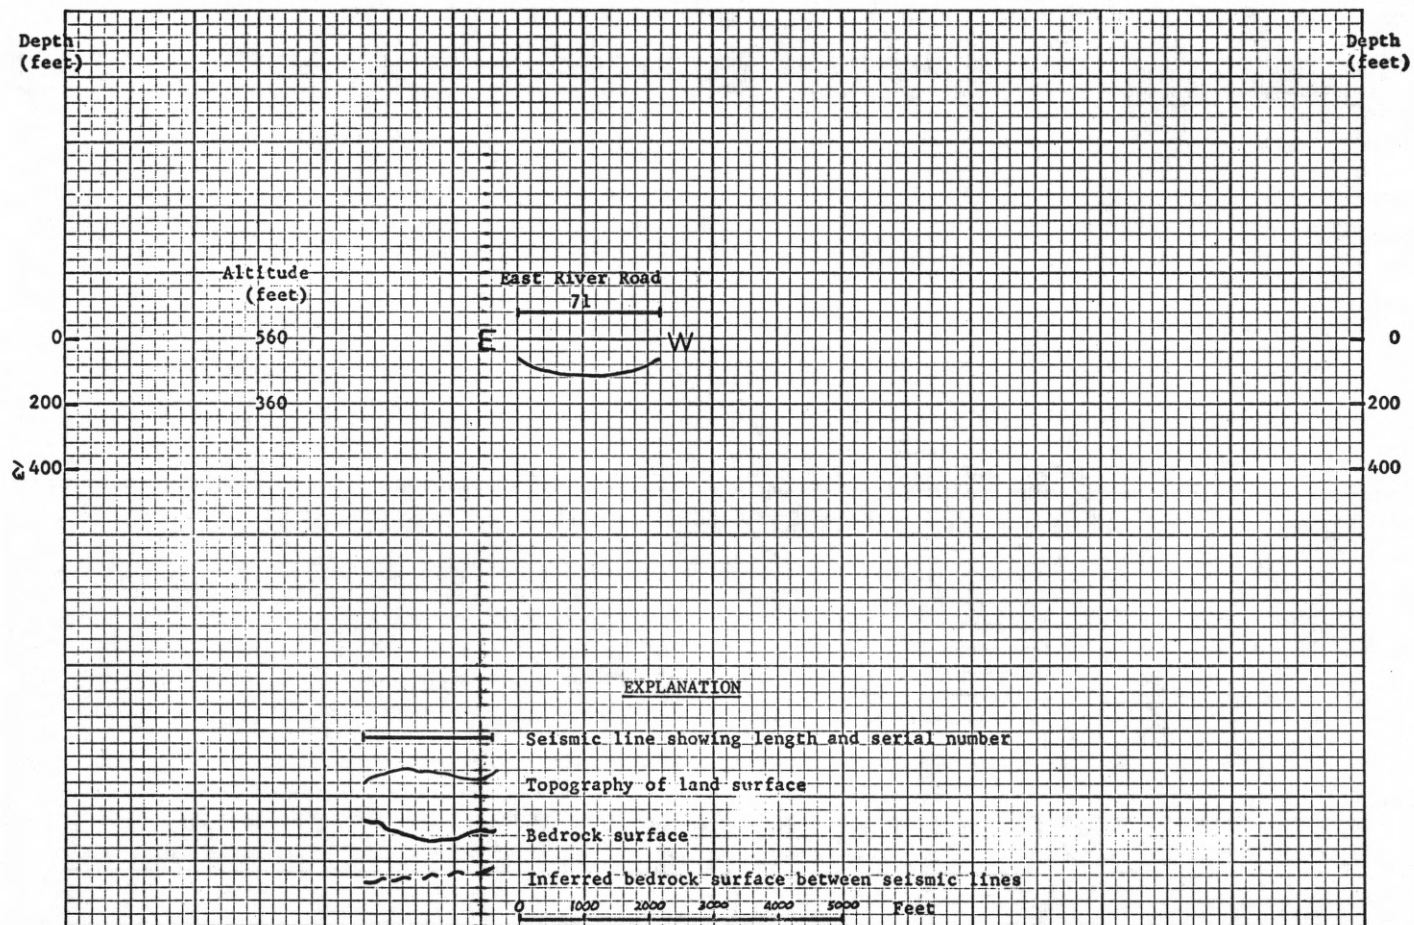 Depth
(feet)
Depth
(feet)
Altitude
(feet)
East River Road
71
0
560
E
W
0
200
360
200
400
400
EXPLANATION
Seismic line showing length and serial number
Topography of land surface
Bedrock surface
Inferred bedrock surface between seismic lines
0 1000 2000 3000 4000 5000 Feet